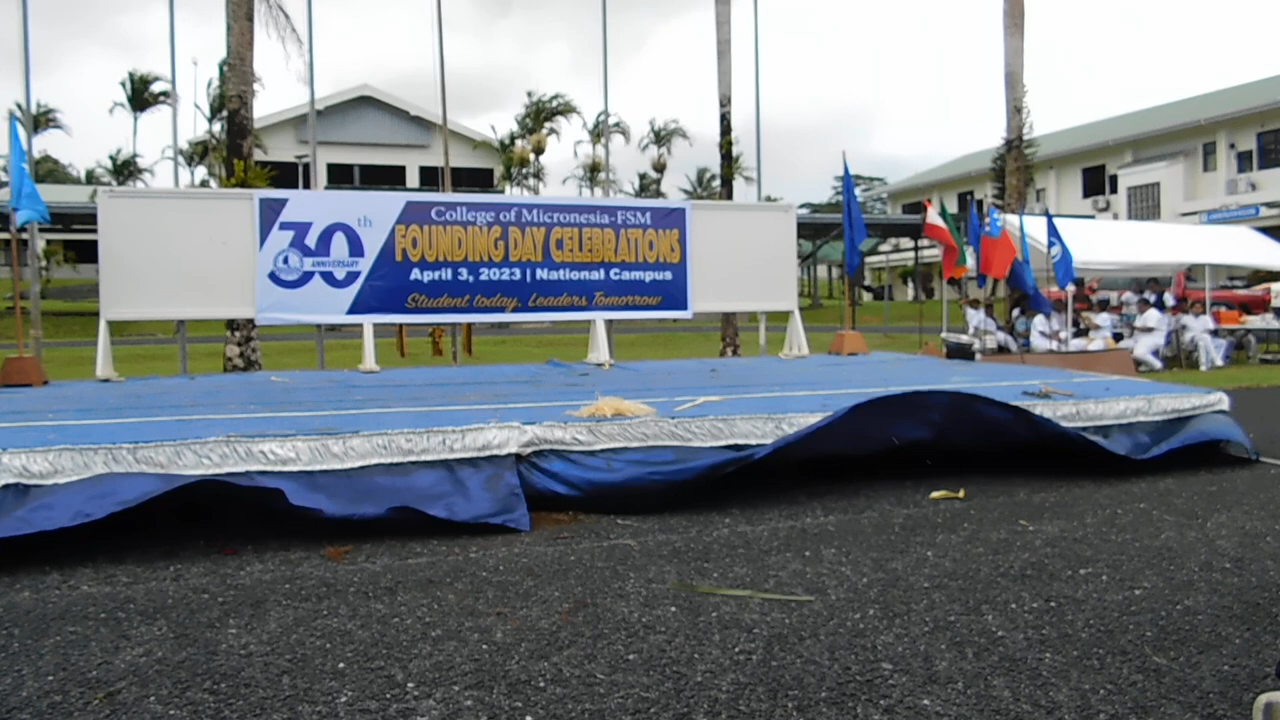 30th
ANNIVERSARY
College of Micronesia-FSM
FOUNDING DAY CELEBRATIONS
April 3, 2023 | National Campus
Student today, Leaders Tomorrow